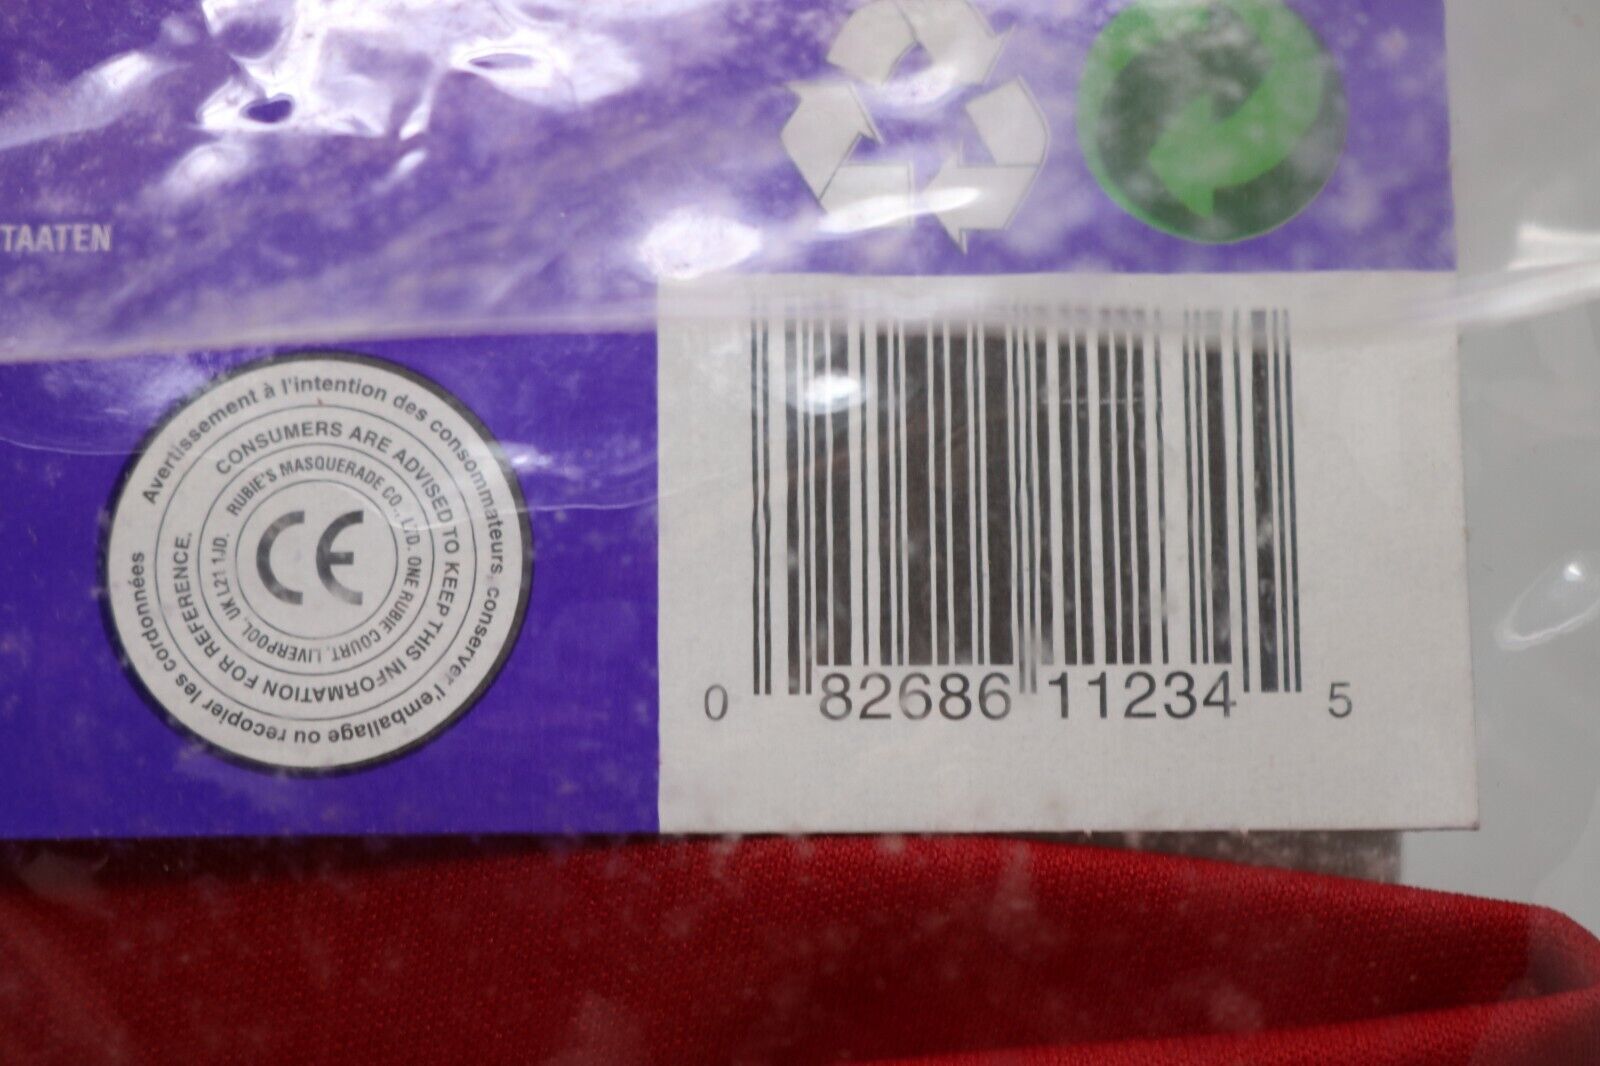 TAATEN
Avertissement à l'intention des consommateurs, conserver l'emballage ou recopier les cordonnées
CONSUMERS ARE ADVISED TO KEEP THIS INFORMATION FOR REFERENCE.
RUBIE'S MASQUERADE CO., LTD. ONE RUBIE COURT, LIVERPOOL, UK L21 1JD.
CE
0 82686 11234 5